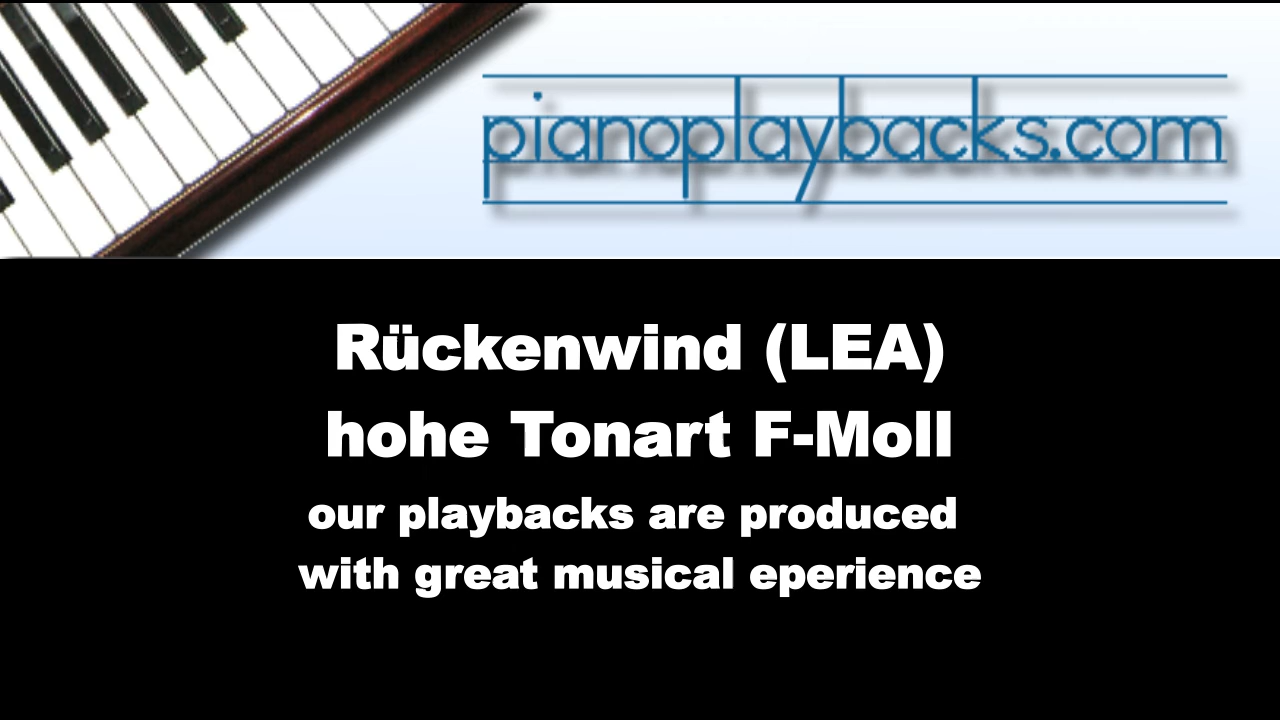 pianoplaybacks.com
Rückenwind (LEA)
hohe Tonart F-Moll
our playbacks are produced
with great musical eperience